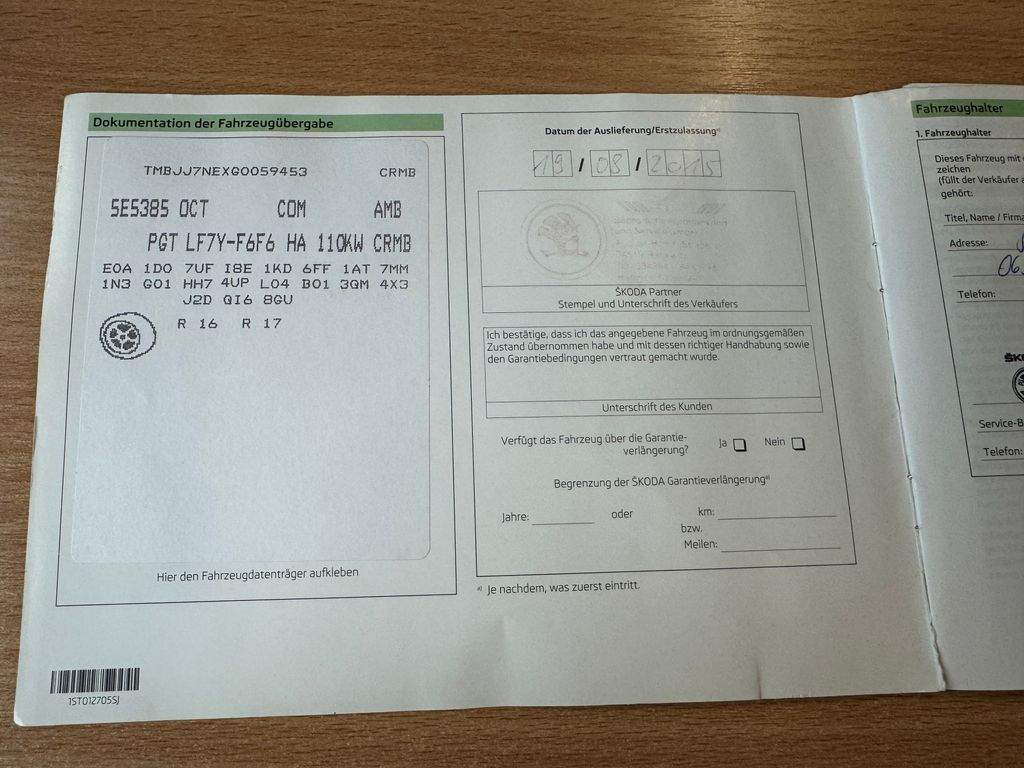 Dokumentation der Fahrzeugübergabe
TMBJJ7NEXG0059453 CRMB
5E5385 OCT COM AMB
PGT LF7Y-F6F6 HA 110KW CRMB
E0A 1D0 7UF I8E 1KD 6FF 1AT 7MM
1N3 G01 HH7 4UP L04 B01 3QM 4X3
J2D QI6 8GU
R 16 R 17
Hier den Fahrzeugdatenträger aufkleben
1ST012705SJ
Datum der Auslieferung/Erstzulassung a)
19 / 08 / 2015
ŠKODA Partner
Stempel und Unterschrift des Verkäufers
Ich bestätige, dass ich das angegebene Fahrzeug im ordnungsgemäßen
Zustand übernommen habe und mit dessen richtiger Handhabung sowie
den Garantiebedingungen vertraut gemacht wurde.
Unterschrift des Kunden
Verfügt das Fahrzeug über die Garantie-
verlängerung?
Ja Nein
Begrenzung der ŠKODA Garantieverlängerung a)
Jahre: oder km:
bzw.
Meilen:
a) Je nachdem, was zuerst eintritt.
Fahrzeughalter
1. Fahrzeughalter
Dieses Fahrzeug mit
zeichen
(füllt der Verkäufer
gehört:
Titel, Name / Firma
Adresse:
06
Telefon:
Service-B
Telefon: